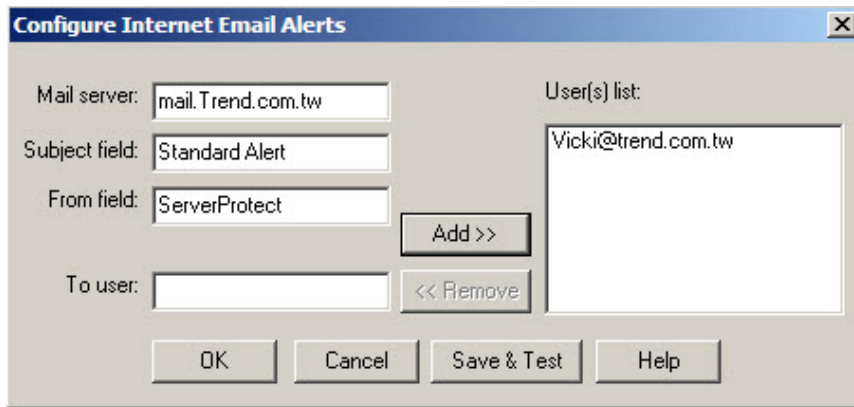 Configure Internet Email Alerts
Mail server: mail.Trend.com.tw
Subject field: Standard Alert
From field: ServerProtect
To user:
Add >>
<< Remove
User(s) list:
Vicki@trend.com.tw
OK Cancel Save & Test Help